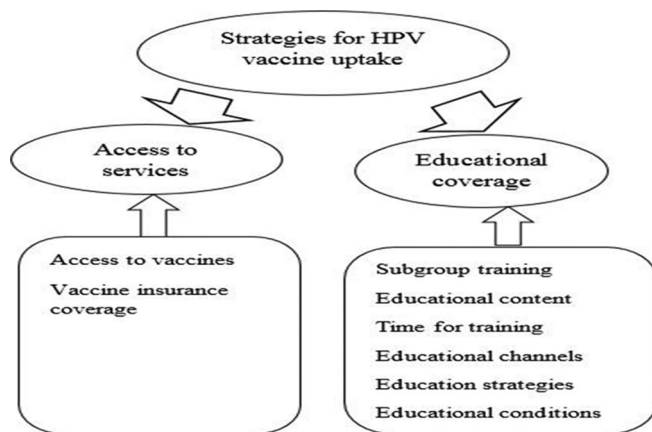 Strategies for HPV
vaccine uptake
Access to
services
Educational
coverage
Access to vaccines
Vaccine insurance
coverage
Subgroup training
Educational content
Time for training
Educational channels
Education strategies
Educational conditions